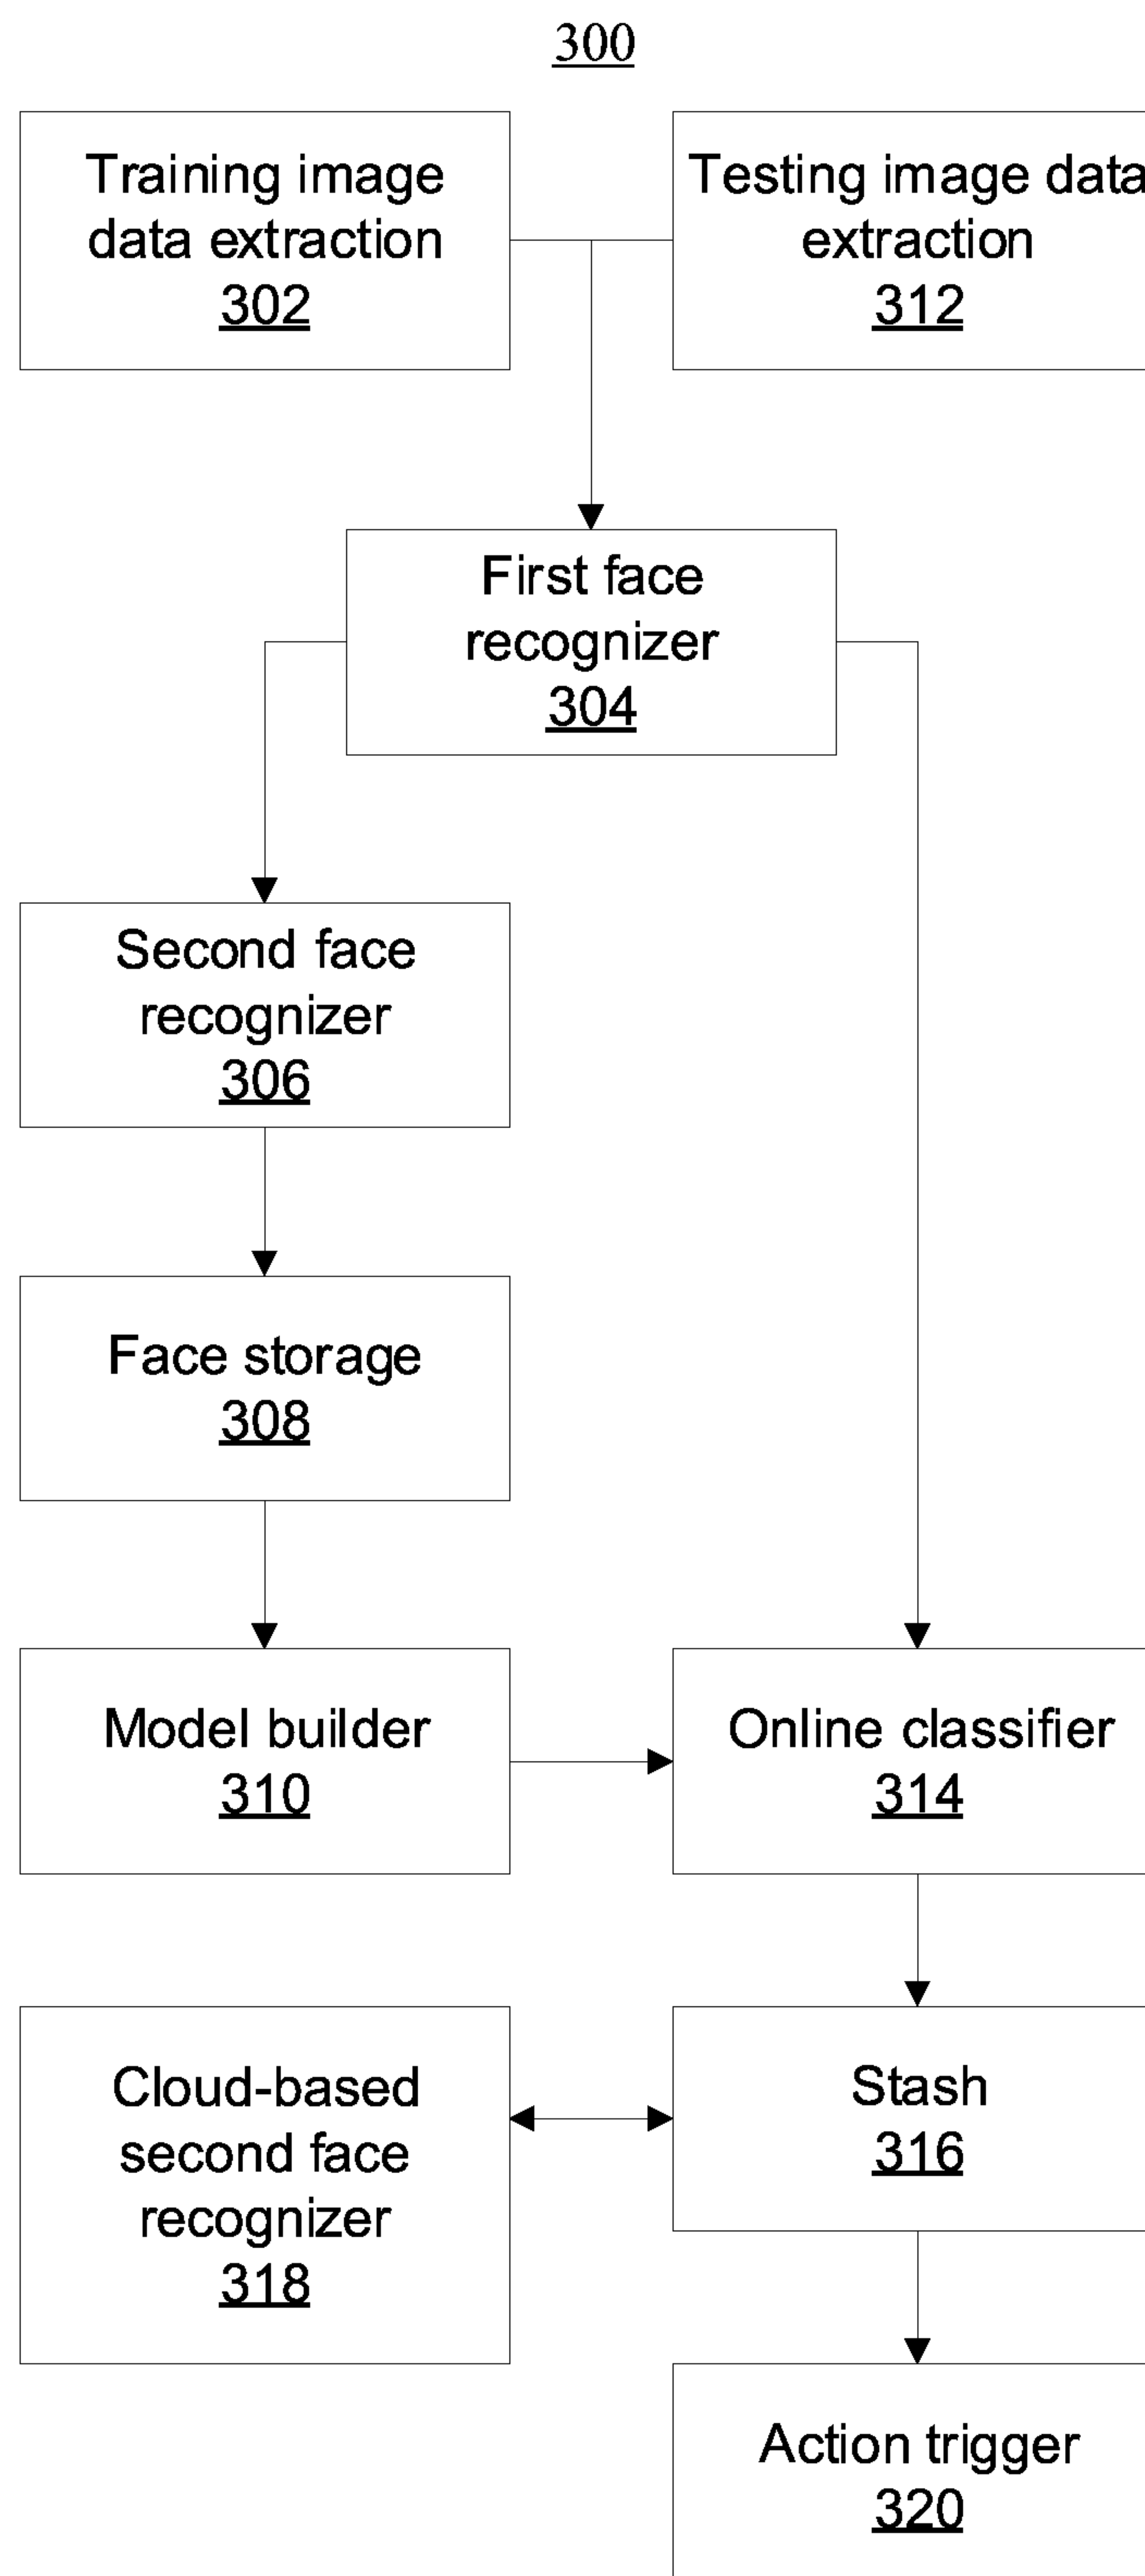 300
Training image
data extraction
302
Testing image data
extraction
312
First face
recognizer
304
Second face
recognizer
306
Face storage
308
Model builder
310
Online classifier
314
Cloud-based
second face
recognizer
318
Stash
316
Action trigger
320